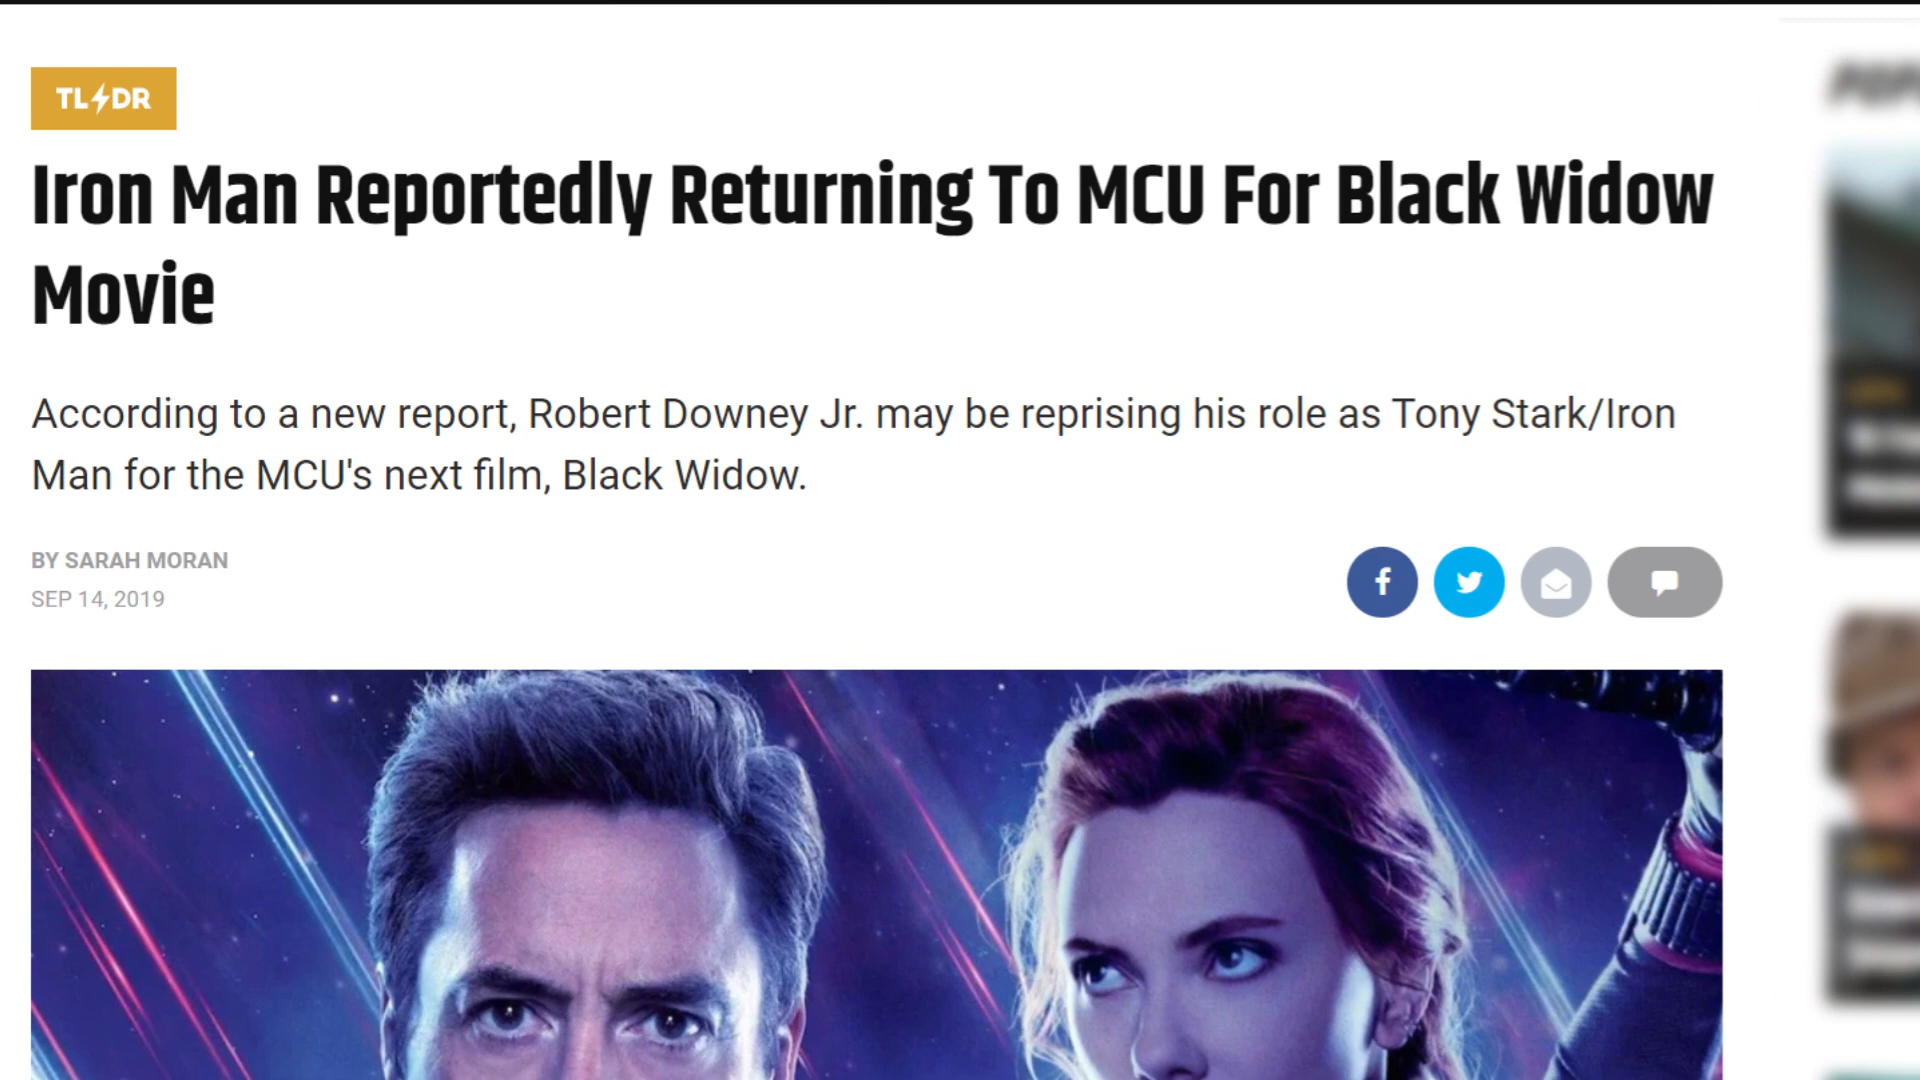 TL⚡DR
Iron Man Reportedly Returning To MCU For Black Widow
Movie
According to a new report, Robert Downey Jr. may be reprising his role as Tony Stark/Iron
Man for the MCU's next film, Black Widow.
BY SARAH MORAN
SEP 14, 2019